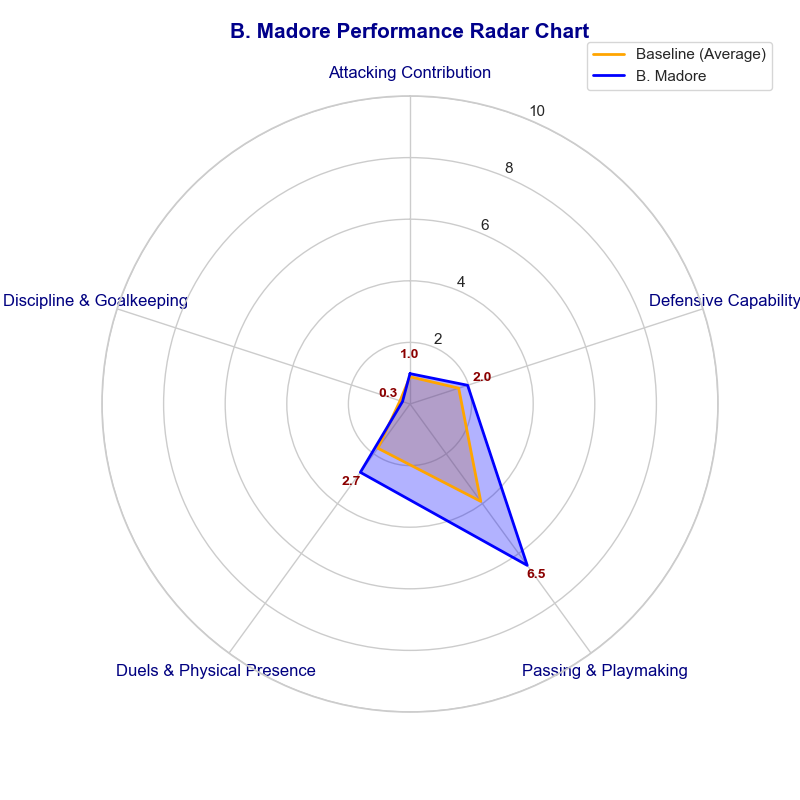 B. Madore Performance Radar Chart
Baseline (Average)
B. Madore
Attacking Contribution
10
8
6
4
2
Discipline & Goalkeeping
Defensive Capability
1.0
2.0
0.3
2.7
6.5
Duels & Physical Presence
Passing & Playmaking